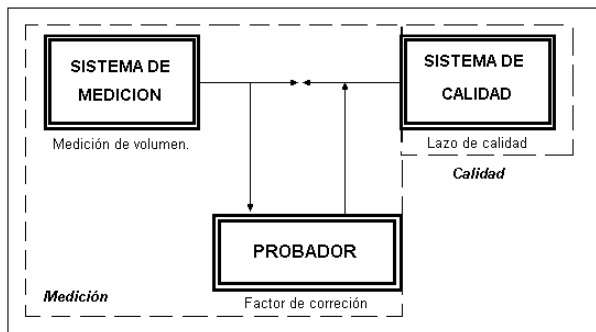 SISTEMA DE
MEDICION
Medición de volumen.
SISTEMA DE
CALIDAD
Lazo de calidad
Calidad
PROBADOR
Factor de correción
Medición